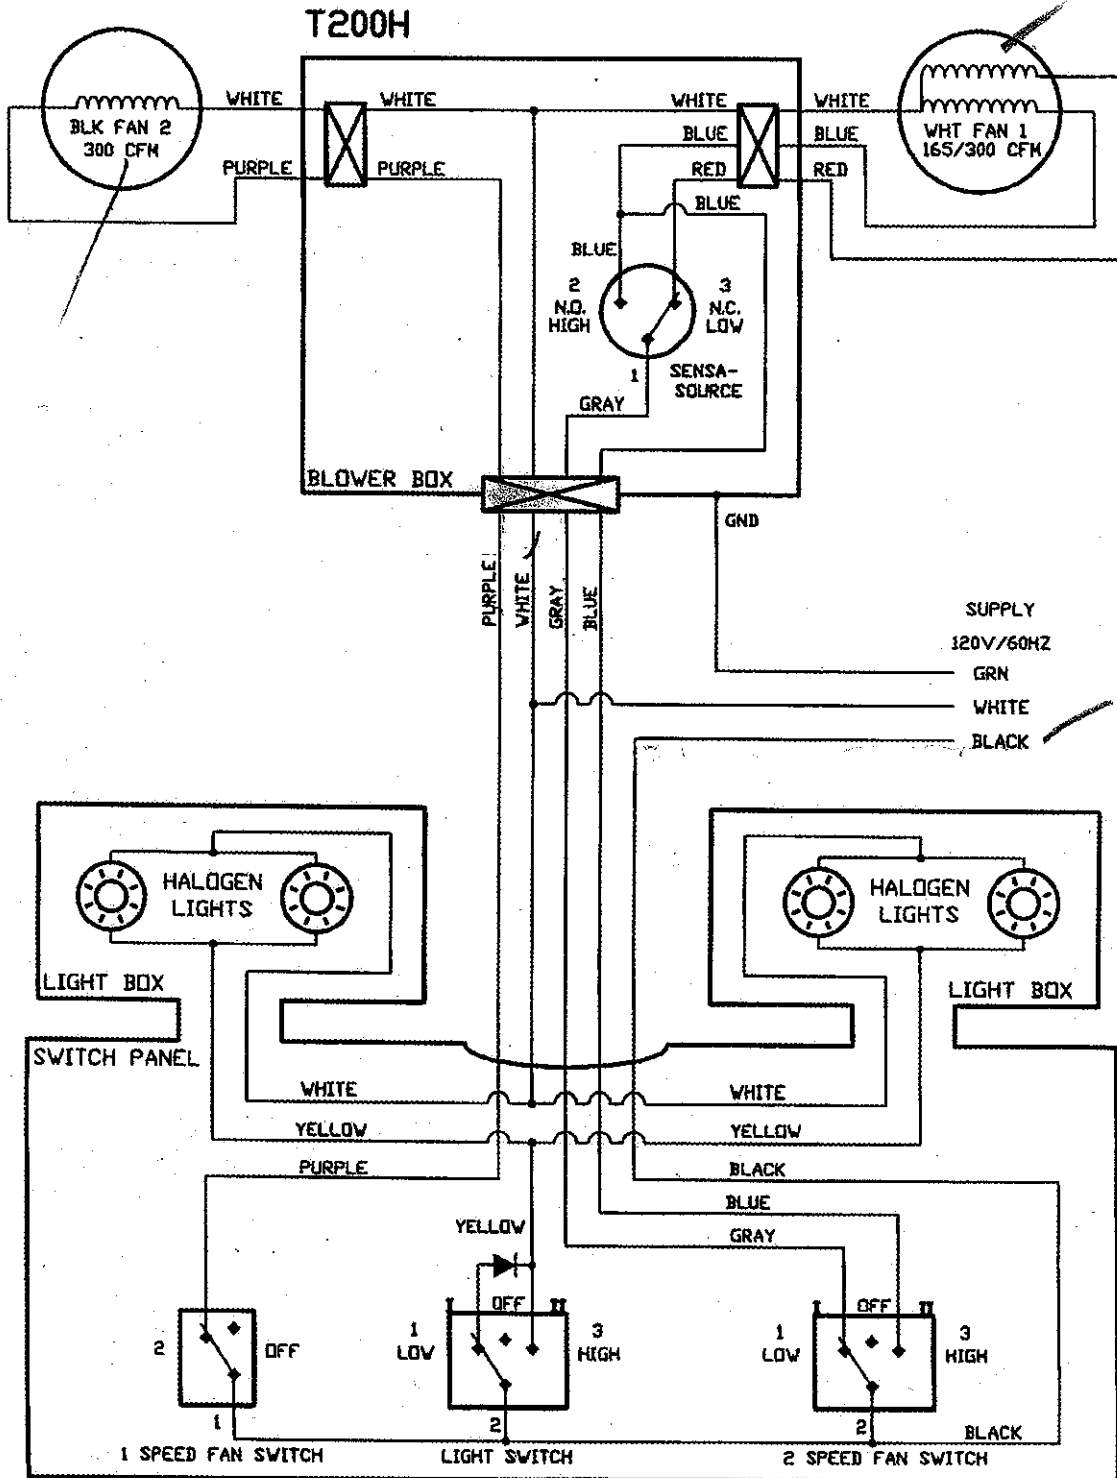 T200H
WHITE
WHITE
WHITE
WHITE
BLK FAN 2
300 CFM
BLUE
BLUE
WHT FAN 1
165/300 CFM
PURPLE
PURPLE
RED
RED
BLUE
BLUE
2
N.O.
HIGH
3
N.C.
LOW
1
SENSA-
SOURCE
GRAY
BLOWER BOX
GND
PURPLE
WHITE
GRAY
BLUE
SUPPLY
120V/60HZ
GRN
WHITE
BLACK
HALOGEN
LIGHTS
HALOGEN
LIGHTS
LIGHT BOX
LIGHT BOX
SWITCH PANEL
WHITE
WHITE
YELLOW
YELLOW
PURPLE
BLACK
BLUE
YELLOW
GRAY
I
OFF
II
I
OFF
II
2
OFF
1
LOW
3
HIGH
1
LOW
3
HIGH
1
2
2
BLACK
1 SPEED FAN SWITCH
LIGHT SWITCH
2 SPEED FAN SWITCH